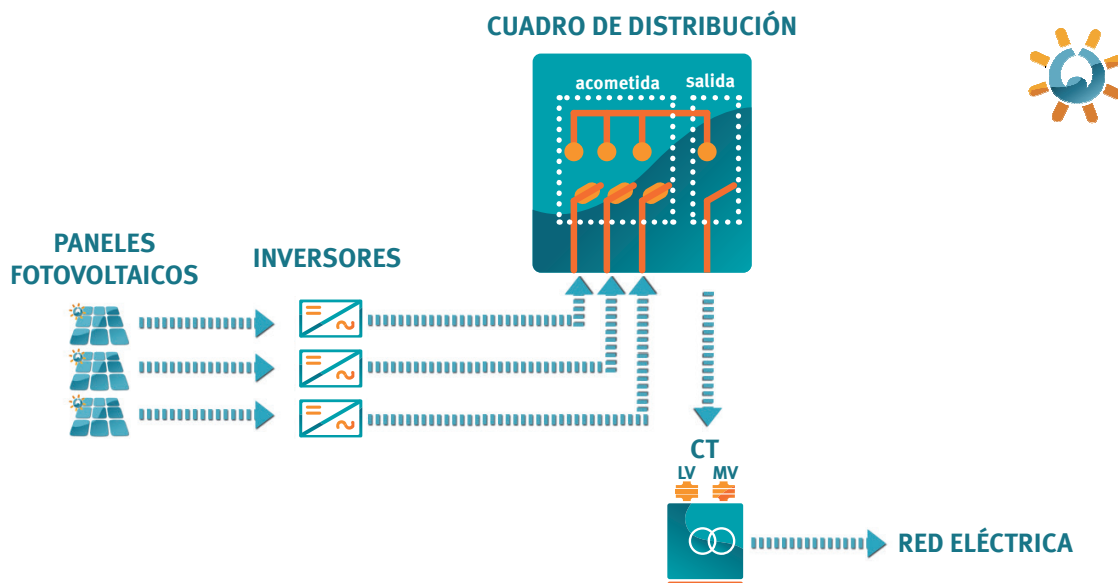 CUADRO DE DISTRIBUCIÓN
acometida salida
PANELES
FOTOVOLTAICOS
INVERSORES
CT
LV MV
RED ELÉCTRICA